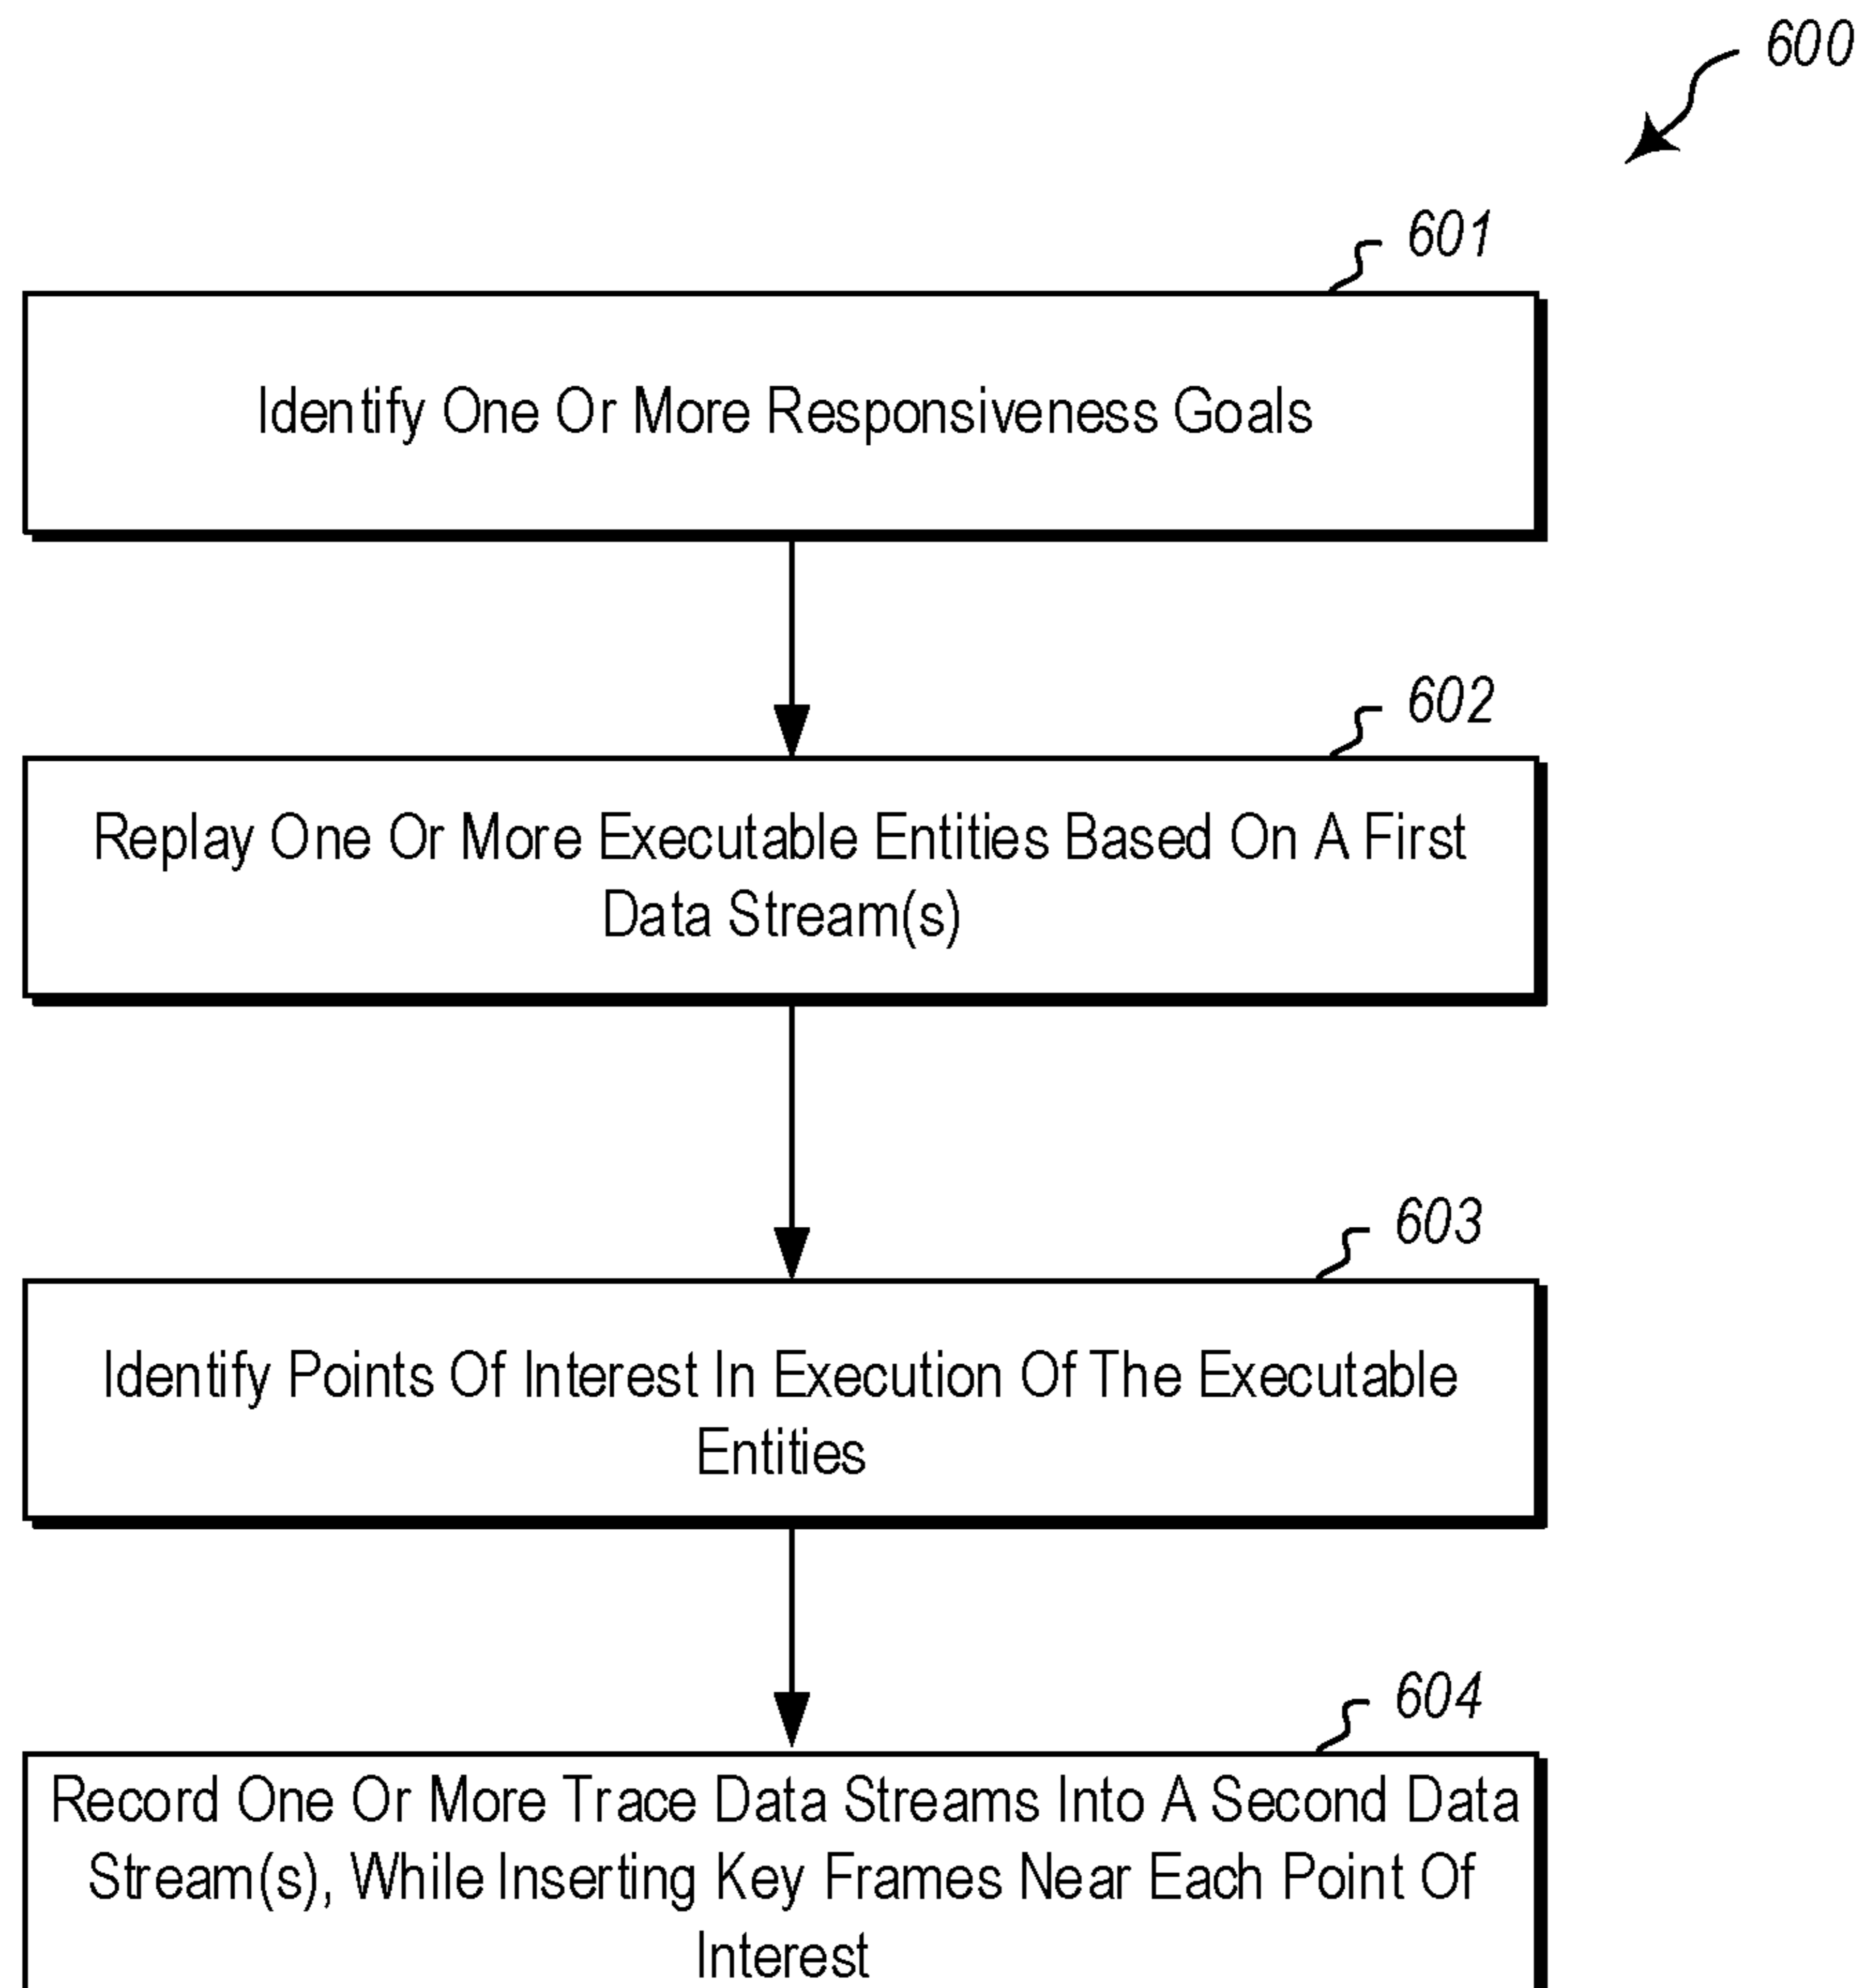 600
601
Identify One Or More Responsiveness Goals
602
Replay One Or More Executable Entities Based On A First
Data Stream(s)
603
Identify Points Of Interest In Execution Of The Executable
Entities
604
Record One Or More Trace Data Streams Into A Second Data
Stream(s), While Inserting Key Frames Near Each Point Of
Interest